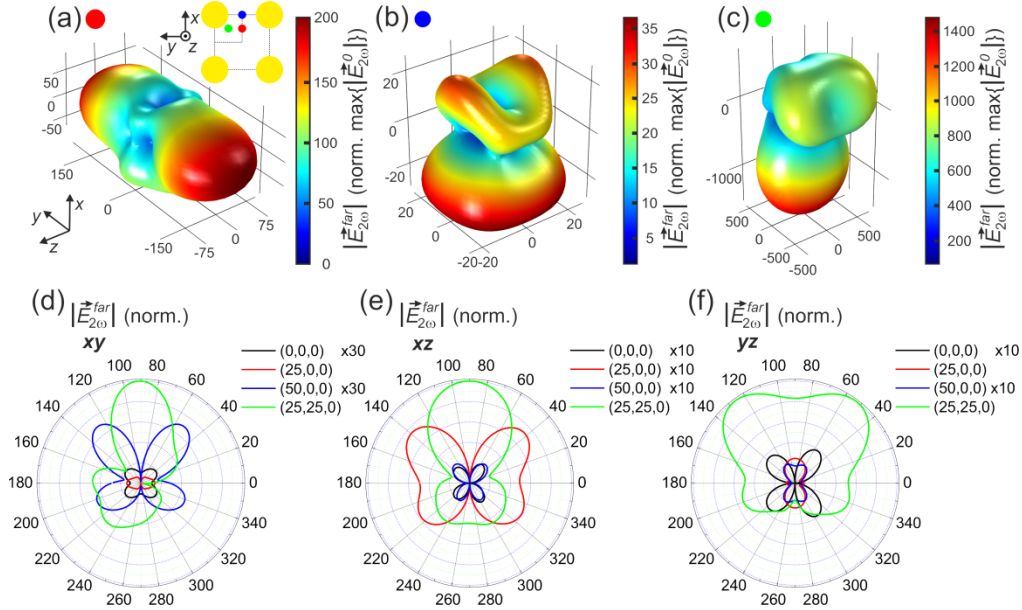 (a)
x
y z
50
0
-50
150
0
-150
-75
0
75
x
y
z
200
150
100
50
0
|E⃗ᶠᵃʳ₂ω| (norm. max{|E⃗⁰₂ω|})
(b)
20
0
-20
20
0
-20
-20
0
20
35
30
25
20
15
10
5
|E⃗ᶠᵃʳ₂ω| (norm. max{|E⃗⁰₂ω|})
(c)
0
-1000
500
0
-500
-500
0
500
1400
1200
1000
800
600
400
200
|E⃗ᶠᵃʳ₂ω| (norm. max{|E⃗⁰₂ω|})
(d)
|E⃗ᶠᵃʳ₂ω| (norm.)
xy
(0,0,0) x30
(25,0,0)
(50,0,0) x30
(25,25,0)
100 80
120 60
140 40
160 20
180 0
200 340
220 320
240 300
260 280
(e)
|E⃗ᶠᵃʳ₂ω| (norm.)
xz
(0,0,0) x10
(25,0,0) x10
(50,0,0) x10
(25,25,0)
100 80
120 60
140 40
160 20
180 0
200 340
220 320
240 300
260 280
(f)
|E⃗ᶠᵃʳ₂ω| (norm.)
yz
(0,0,0) x10
(25,0,0)
(50,0,0) x10
(25,25,0)
100 80
120 60
140 40
160 20
180 0
200 340
220 320
240 300
260 280